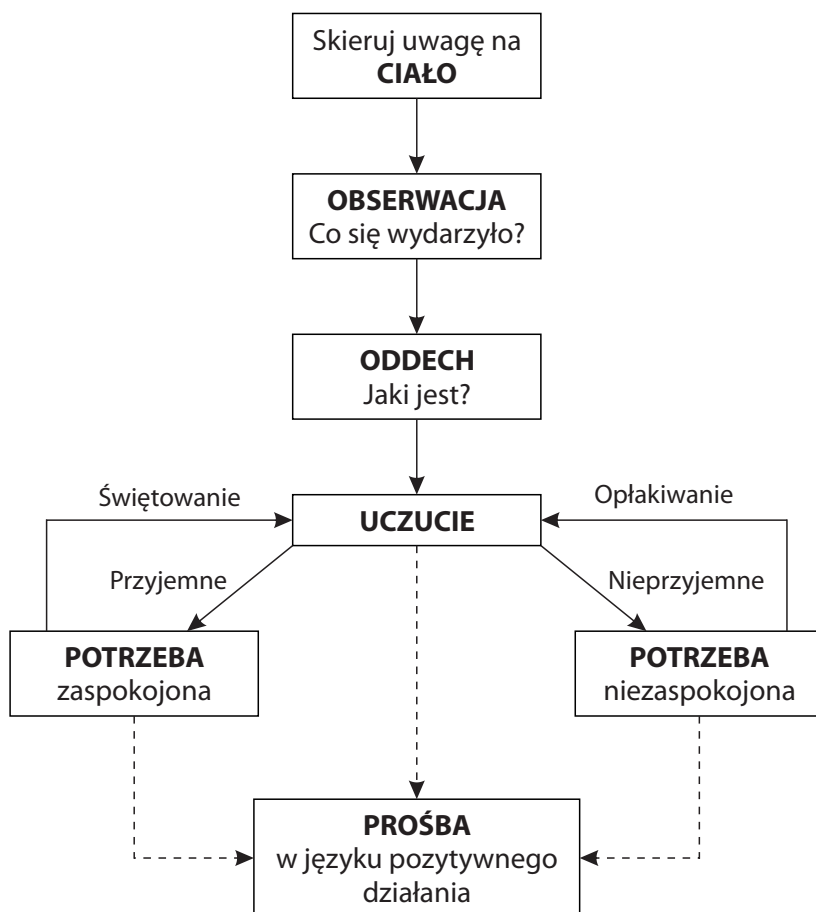 Skieruj uwagę na
CIAŁO
OBSERWACJA
Co się wydarzyło?
ODDECH
Jaki jest?
Świętowanie
Opłakiwanie
UCZUCIE
Przyjemne
Nieprzyjemne
POTRZEBA
zaspokojona
POTRZEBA
niezaspokojona
PROŚBA
w języku pozytywnego
działania